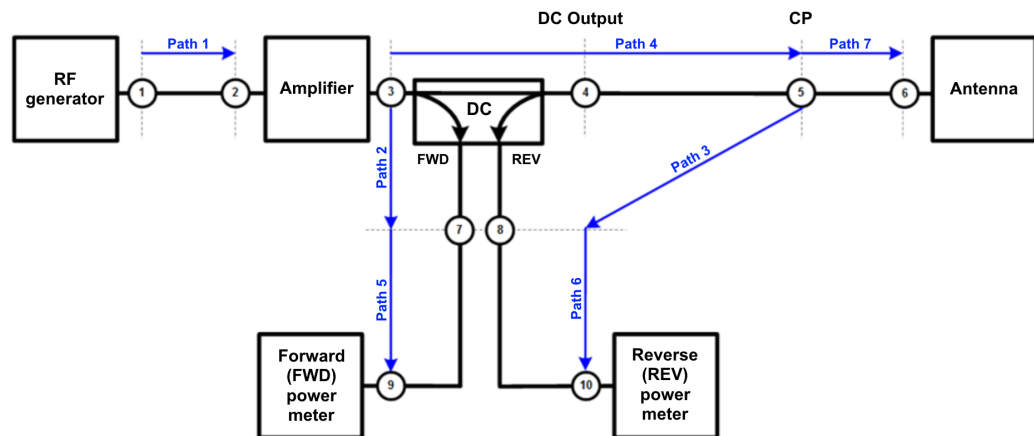 DC Output
CP
Path 1
Path 4
Path 7
RF
generator
1
2
Amplifier
3
DC
4
5
6
Antenna
FWD
REV
Path 2
Path 3
7
8
Path 5
Path 6
Forward
(FWD)
power
meter
9
10
Reverse
(REV)
power
meter